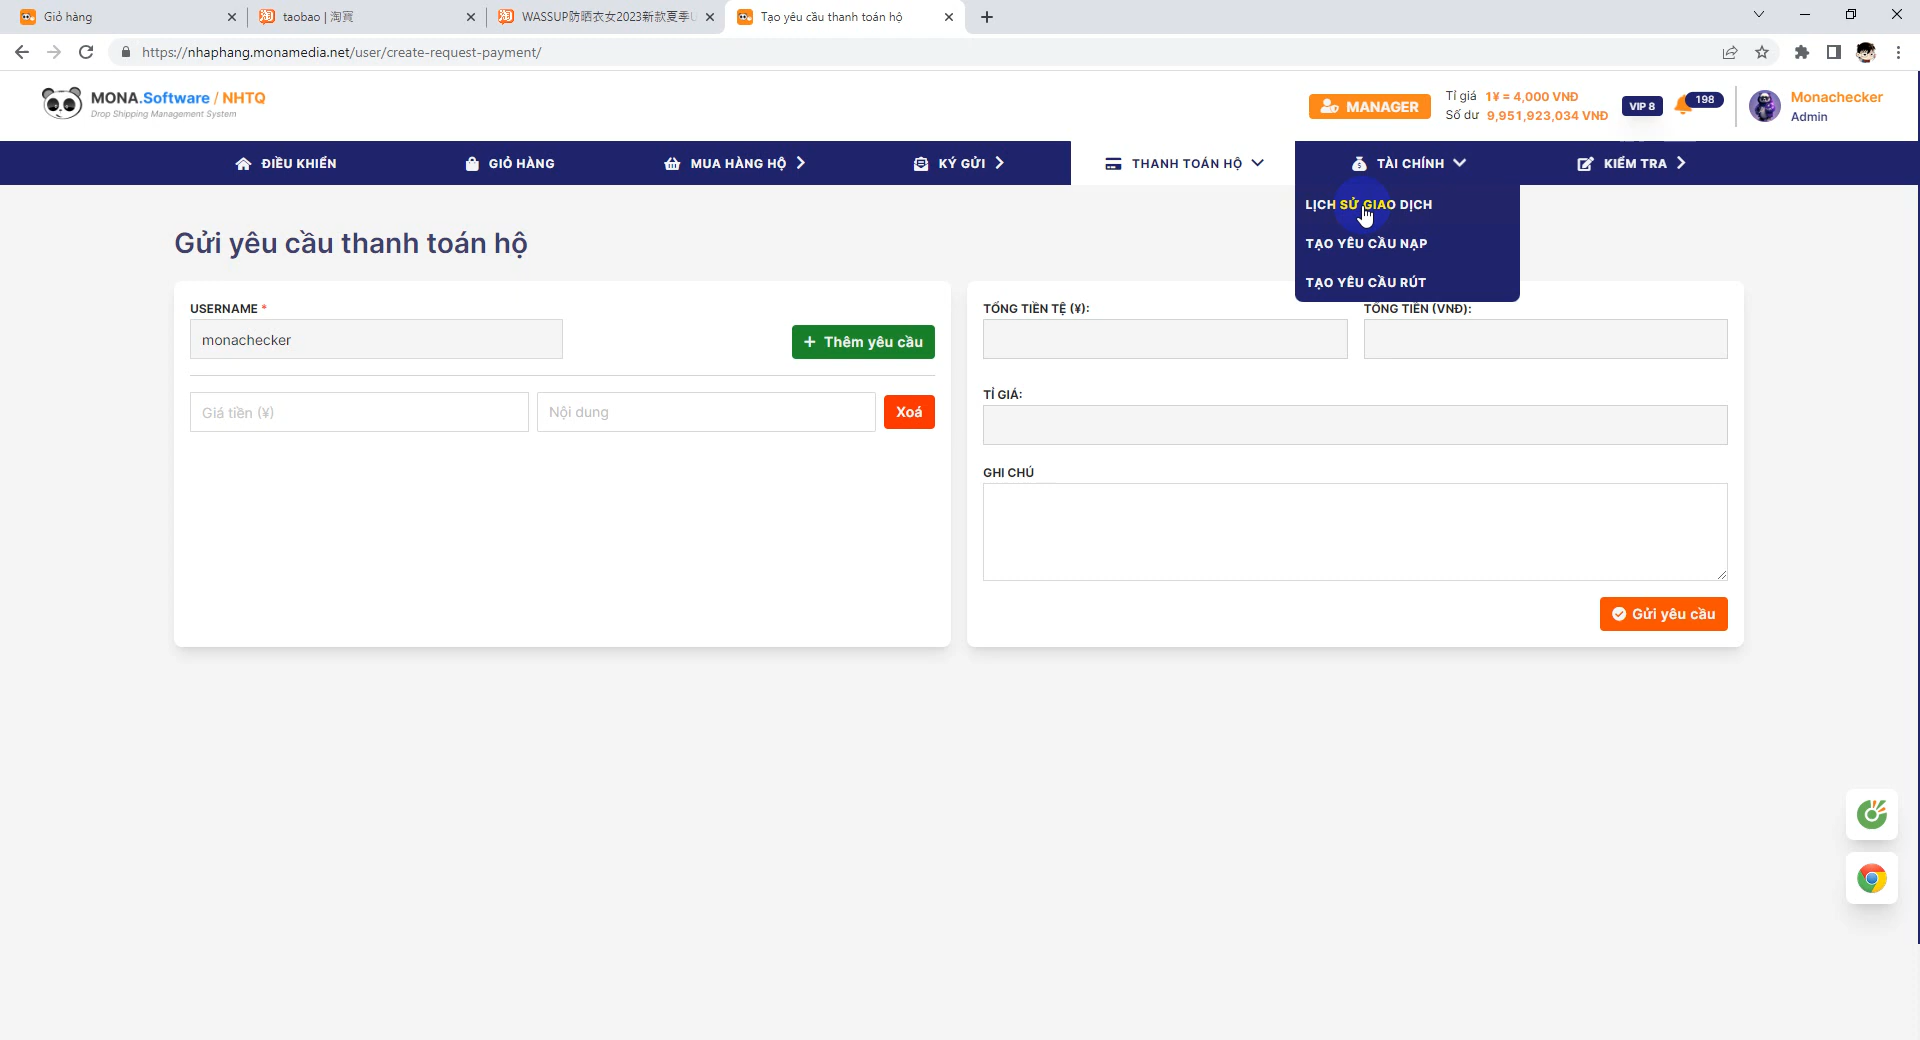 Giỏ hàng
taobao | 淘寶
WASSUP防晒衣女2023新款夏季U
Tạo yêu cầu thanh toán hộ
https://nhaphang.monamedia.net/user/create-request-payment/
MONA.Software / NHTQ
Drop Shipping Management System
MANAGER
Tỉ giá 1¥ = 4,000 VNĐ
Số dư 9,951,923,034 VNĐ
VIP 8
198
Monachecker
Admin
ĐIỀU KHIỂN
GIỎ HÀNG
MUA HÀNG HỘ
KÝ GỬI
THANH TOÁN HỘ
TÀI CHÍNH
KIỂM TRA
LỊCH SỬ GIAO DỊCH
TẠO YÊU CẦU NẠP
TẠO YÊU CẦU RÚT
Gửi yêu cầu thanh toán hộ
USERNAME *
monachecker
+ Thêm yêu cầu
Giá tiền (¥)
Nội dung
Xoá
TỔNG TIỀN TỆ (¥):
TỔNG TIỀN (VNĐ):
TỈ GIÁ:
GHI CHÚ
Gửi yêu cầu